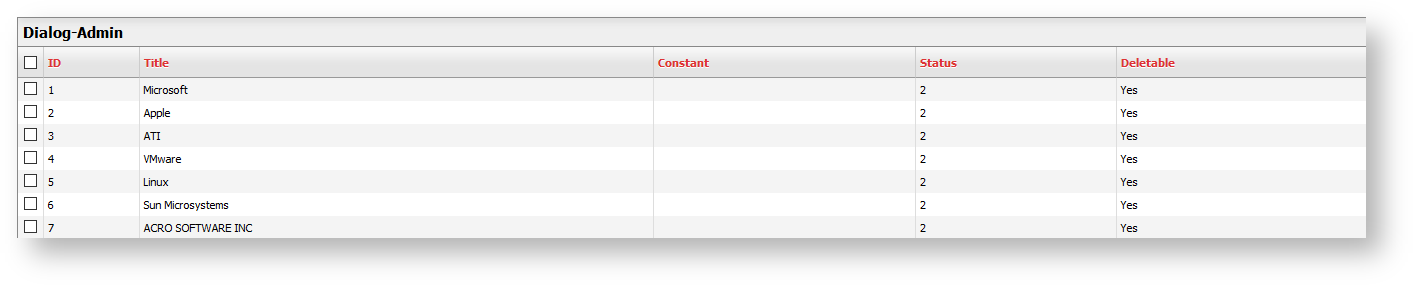 Dialog-Admin
ID Title Constant Status Deletable
1 Microsoft 2 Yes
2 Apple 2 Yes
3 ATI 2 Yes
4 VMware 2 Yes
5 Linux 2 Yes
6 Sun Microsystems 2 Yes
7 ACRO SOFTWARE INC 2 Yes